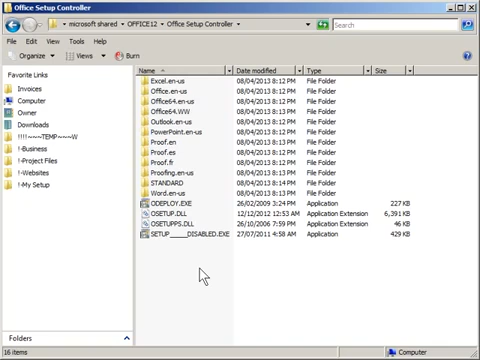 Office Setup Controller
microsoft shared OFFICE12 Office Setup Controller
Search
File Edit View Tools Help
Organize Views Burn
Favorite Links
Invoices
Computer
Owner
Downloads
!!!!~~~TEMP~~~W
!-Business
!-Project Files
!-Websites
!-My Setup
Folders
Name Date modified Type Size
Excel.en-us 08/04/2013 8:12 PM File Folder
Office.en-us 08/04/2013 8:12 PM File Folder
Office64.en-us 08/04/2013 8:12 PM File Folder
Office64.WW 08/04/2013 8:12 PM File Folder
Outlook.en-us 08/04/2013 8:12 PM File Folder
PowerPoint.en-us 08/04/2013 8:12 PM File Folder
Proof.en 08/04/2013 8:12 PM File Folder
Proof.es 08/04/2013 8:12 PM File Folder
Proof.fr 08/04/2013 8:12 PM File Folder
Proofing.en-us 08/04/2013 8:12 PM File Folder
STANDARD 08/04/2013 8:14 PM File Folder
Word.en-us 08/04/2013 8:12 PM File Folder
ODEPLOY.EXE 26/02/2009 3:24 PM Application 227 KB
OSETUP.DLL 12/12/2012 12:53 AM Application Extension 6,391 KB
OSETUPPS.DLL 26/10/2006 7:59 PM Application Extension 46 KB
SETUP_____DISABLED.EXE 27/07/2011 4:58 AM Application 429 KB
16 items Computer